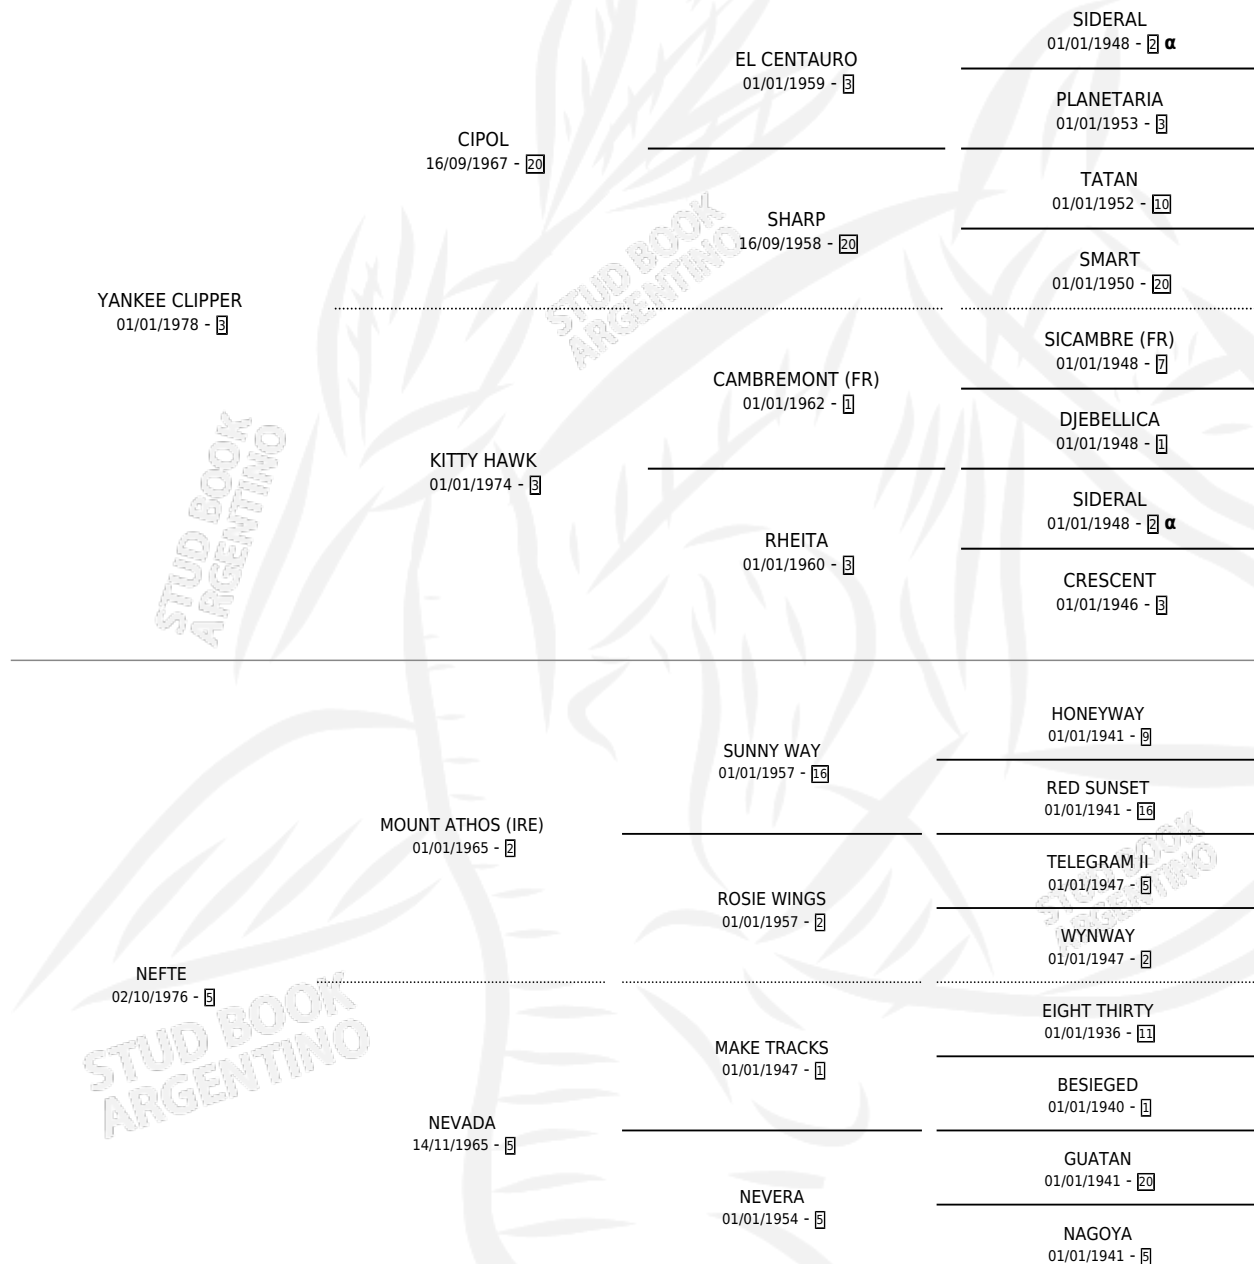 SIDERAL
01/01/1948 - 2 α
EL CENTAURO
01/01/1959 - 3
PLANETARIA
01/01/1953 - 3
CIPOL
16/09/1967 - 20
TATAN
01/01/1952 - 10
SHARP
16/09/1958 - 20
SMART
01/01/1950 - 20
YANKEE CLIPPER
01/01/1978 - 3
SICAMBRE (FR)
01/01/1948 - 7
CAMBREMONT (FR)
01/01/1962 - 1
DJEBELLICA
01/01/1948 - 1
KITTY HAWK
01/01/1974 - 3
SIDERAL
01/01/1948 - 2 α
RHEITA
01/01/1960 - 3
CRESCENT
01/01/1946 - 3
HONEYWAY
01/01/1941 - 9
SUNNY WAY
01/01/1957 - 16
RED SUNSET
01/01/1941 - 16
MOUNT ATHOS (IRE)
01/01/1965 - 2
TELEGRAM II
01/01/1947 - 5
ROSIE WINGS
01/01/1957 - 2
WYNWAY
01/01/1947 - 2
NEFTE
02/10/1976 - 5
EIGHT THIRTY
01/01/1936 - 11
MAKE TRACKS
01/01/1947 - 1
BESIEGED
01/01/1940 - 1
NEVADA
14/11/1965 - 5
GUATAN
01/01/1941 - 20
NEVERA
01/01/1954 - 5
NAGOYA
01/01/1941 - 5
STUD BOOK
ARGENTINO
STUD BOOK
ARGENTINO
STUD BOOK
ARGENTINO
STUD BOOK
ARGENTINO